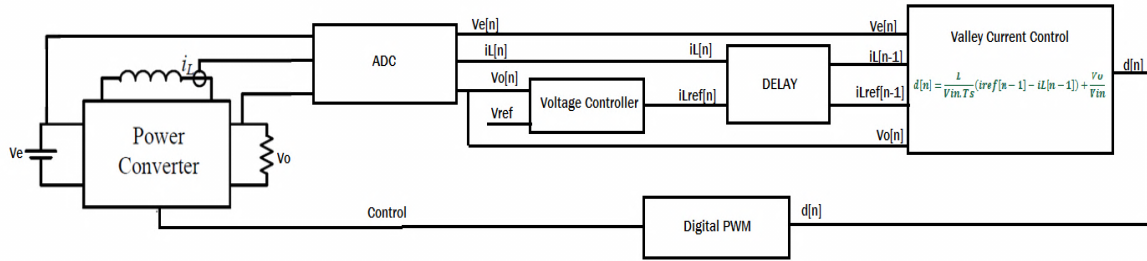 Ve[n]
Ve[n]
iL[n]
iL[n]
iL[n-1]
Vo[n]
ADC
iL
Valley Current Control
d[n]
d[n] = L/Vin.Ts (iref[n-1] - iL[n-1]) + Vo/Vin
DELAY
Voltage Controller
iLref[n]
iLref[n-1]
Vref
Vo[n]
Power
Converter
Ve
Vo
Control
Digital PWM
d[n]